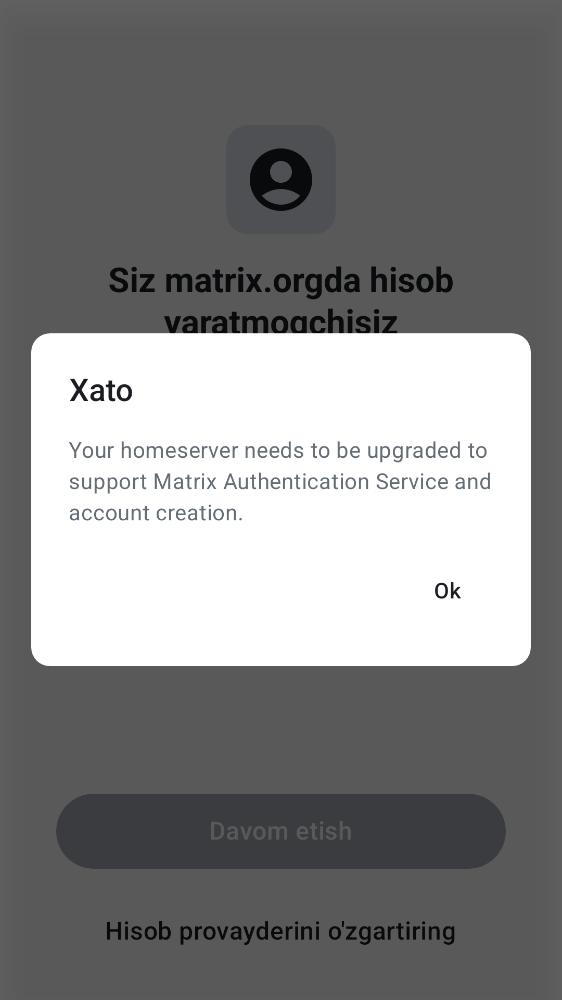 Siz matrix.orgda hisob
yaratmoqchisiz
Xato
Your homeserver needs to be upgraded to
support Matrix Authentication Service and
account creation.
Ok
Davom etish
Hisob provayderini o'zgartiring